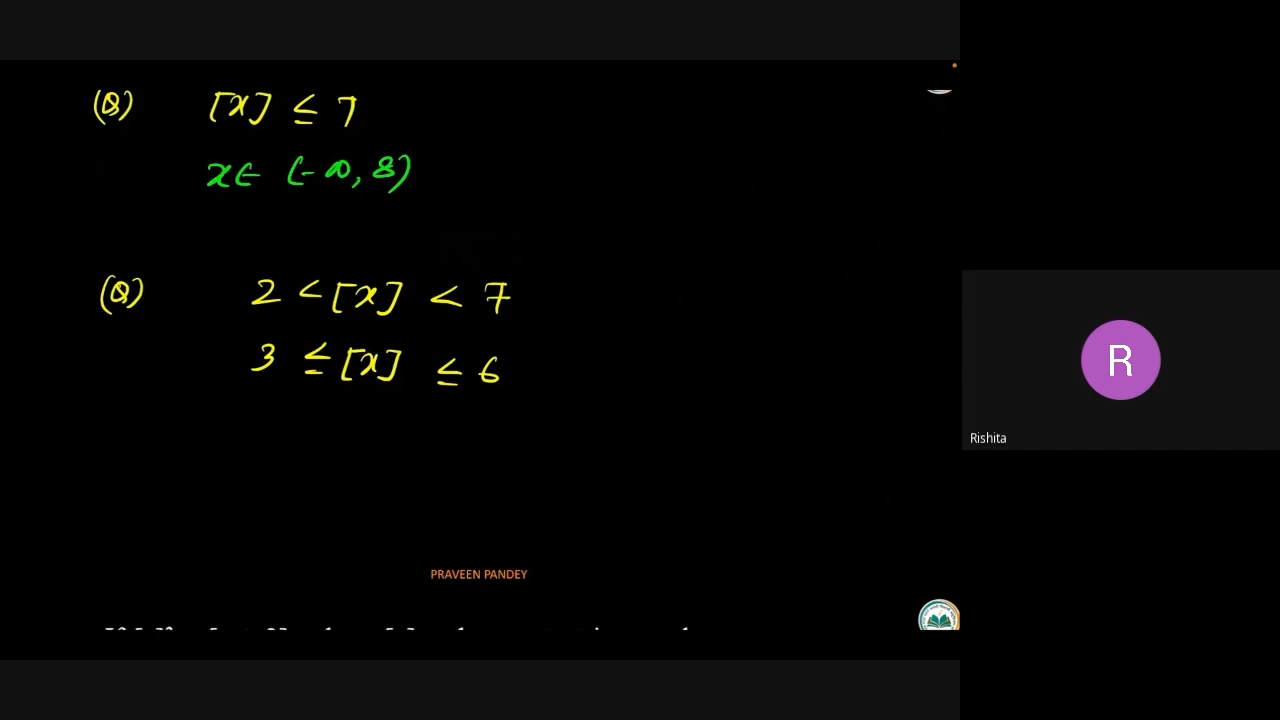 (Q) [x] ≤ 7
x ∈ (-∞, 8)
(Q) 2 < [x] < 7
3 ≤ [x] ≤ 6
R
Rishita
PRAVEEN PANDEY